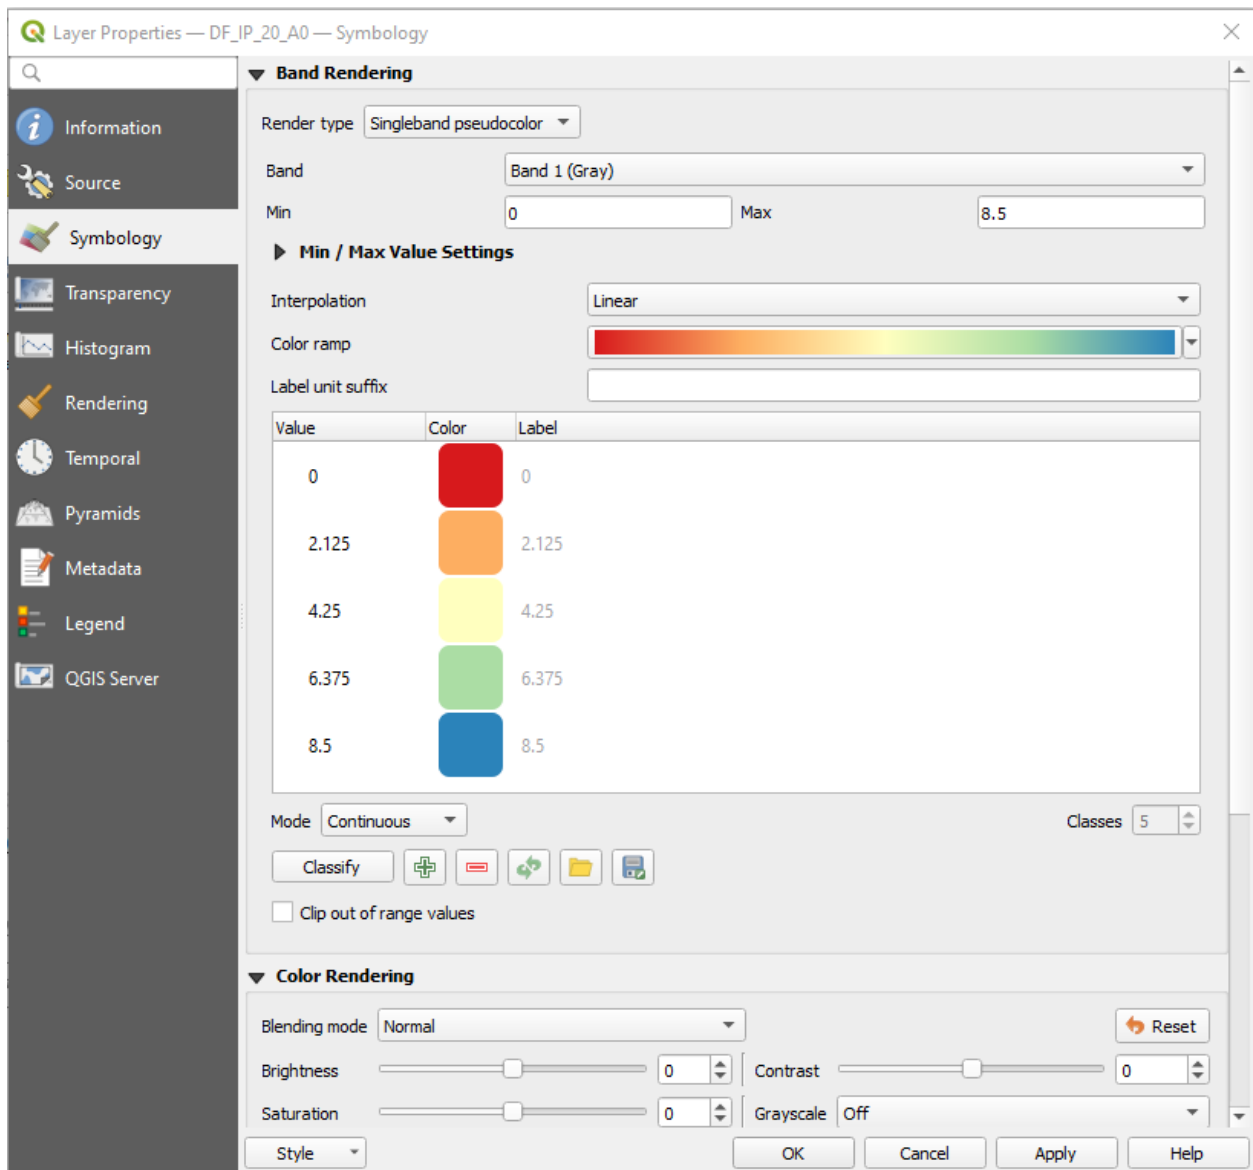 Layer Properties — DF_IP_20_A0 — Symbology
Information
Source
Symbology
Transparency
Histogram
Rendering
Temporal
Pyramids
Metadata
Legend
QGIS Server
Band Rendering
Render type Singleband pseudocolor
Band Band 1 (Gray)
Min 0 Max 8.5
Min / Max Value Settings
Interpolation Linear
Color ramp
Label unit suffix
Value Color Label
0 0
2.125 2.125
4.25 4.25
6.375 6.375
8.5 8.5
Mode Continuous Classes 5
Classify
Clip out of range values
Color Rendering
Blending mode Normal Reset
Brightness 0 Contrast 0
Saturation 0 Grayscale Off
Style OK Cancel Apply Help